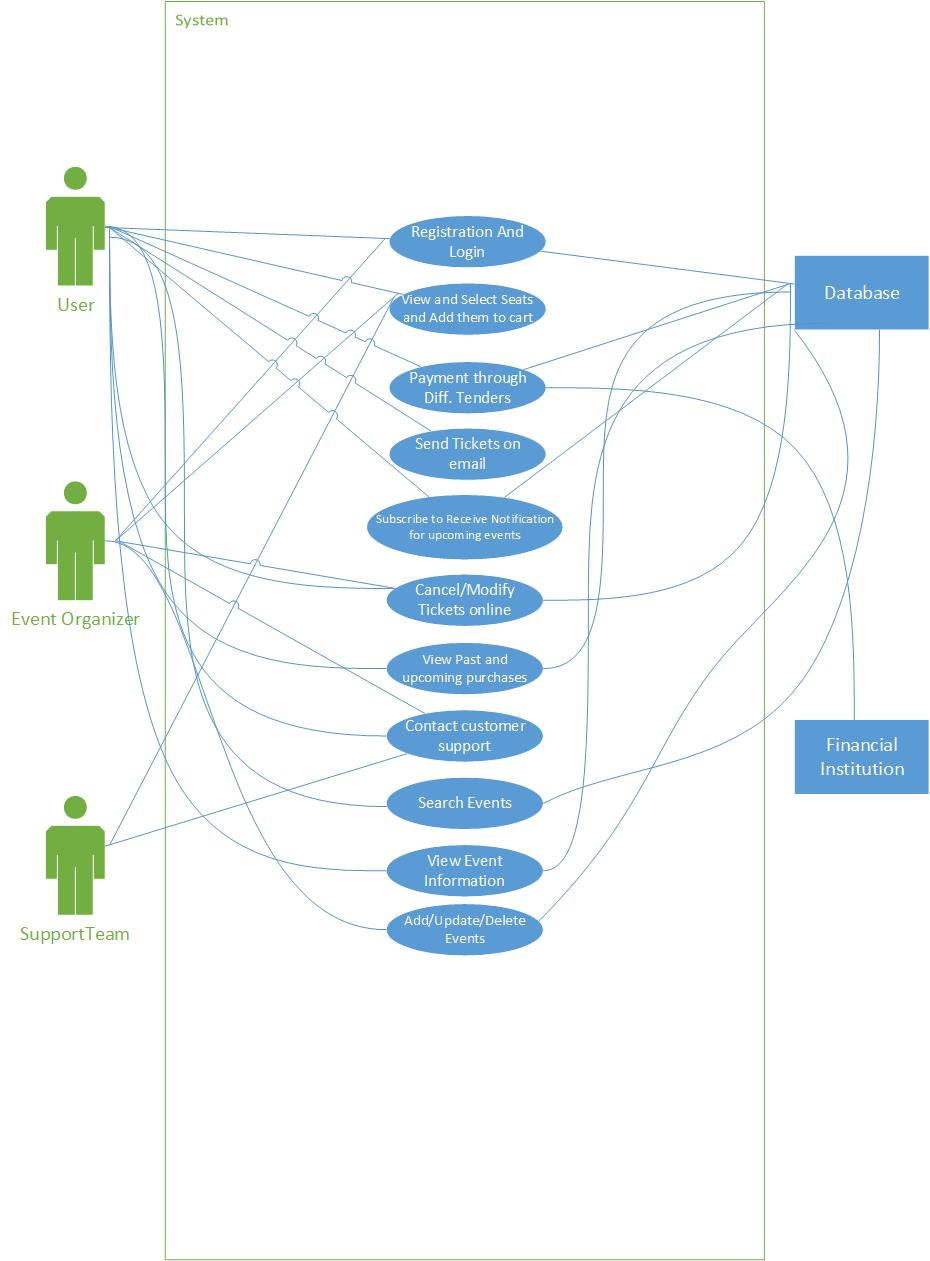 System
User
Registration And
Login
View and Select Seats
and Add them to cart
Database
Payment through
Diff. Tenders
Send Tickets on
email
Subscribe to Receive Notification
for upcoming events
Event Organizer
Cancel/Modify
Tickets online
View Past and
upcoming purchases
Contact customer
support
Financial
Institution
Search Events
View Event
Information
Add/Update/Delete
Events
SupportTeam